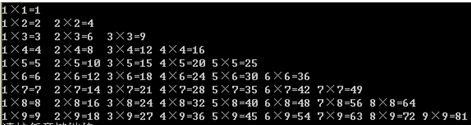 1×1=1
1×2=2 2×2=4
1×3=3 2×3=6 3×3=9
1×4=4 2×4=8 3×4=12 4×4=16
1×5=5 2×5=10 3×5=15 4×5=20 5×5=25
1×6=6 2×6=12 3×6=18 4×6=24 5×6=30 6×6=36
1×7=7 2×7=14 3×7=21 4×7=28 5×7=35 6×7=42 7×7=49
1×8=8 2×8=16 3×8=24 4×8=32 5×8=40 6×8=48 7×8=56 8×8=64
1×9=9 2×9=18 3×9=27 4×9=36 5×9=45 6×9=54 7×9=63 8×9=72 9×9=81